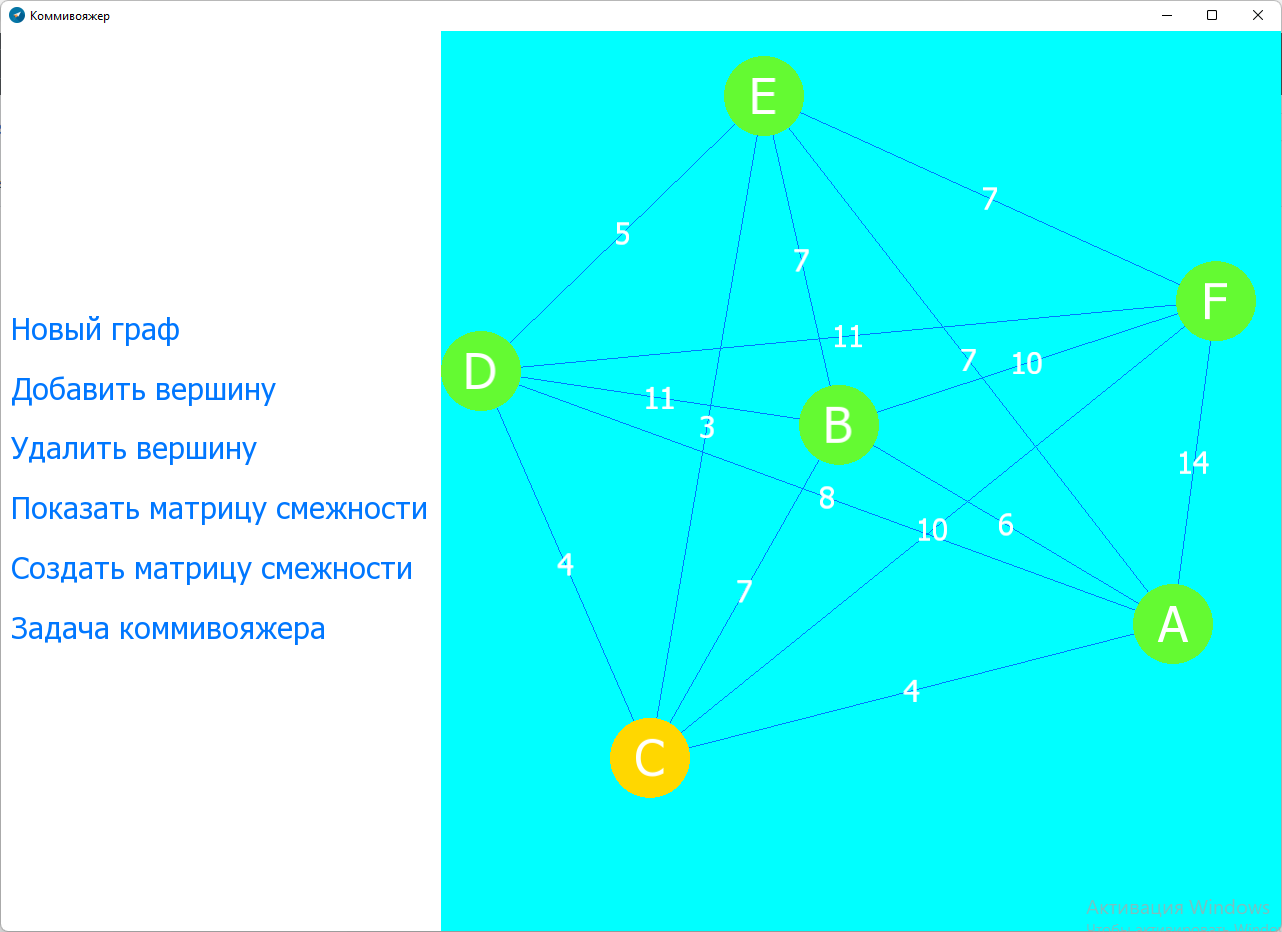 Коммивояжер
Новый граф
Добавить вершину
Удалить вершину
Показать матрицу смежности
Создать матрицу смежности
Задача коммивояжера
E
7
5
7
F
11
7
10
D
11
B
3
14
8
6
10
4
7
A
4
C
Активация Windows